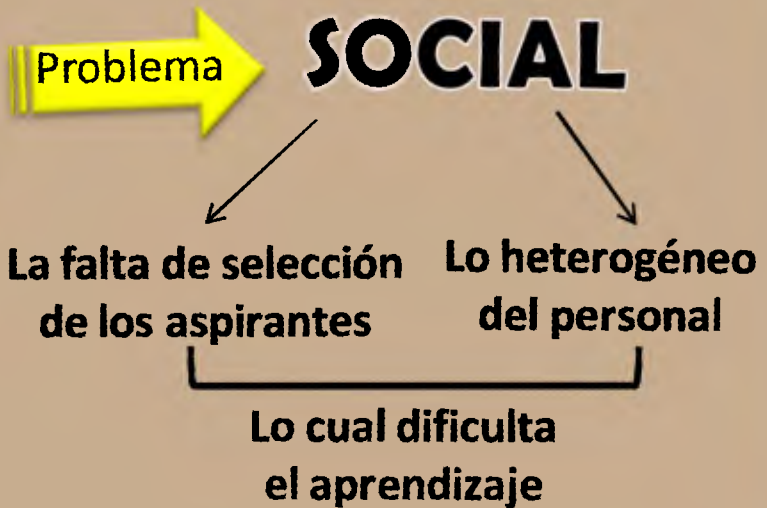 Problema
SOCIAL
La falta de selección
de los aspirantes
Lo heterogéneo
del personal
Lo cual dificulta
el aprendizaje